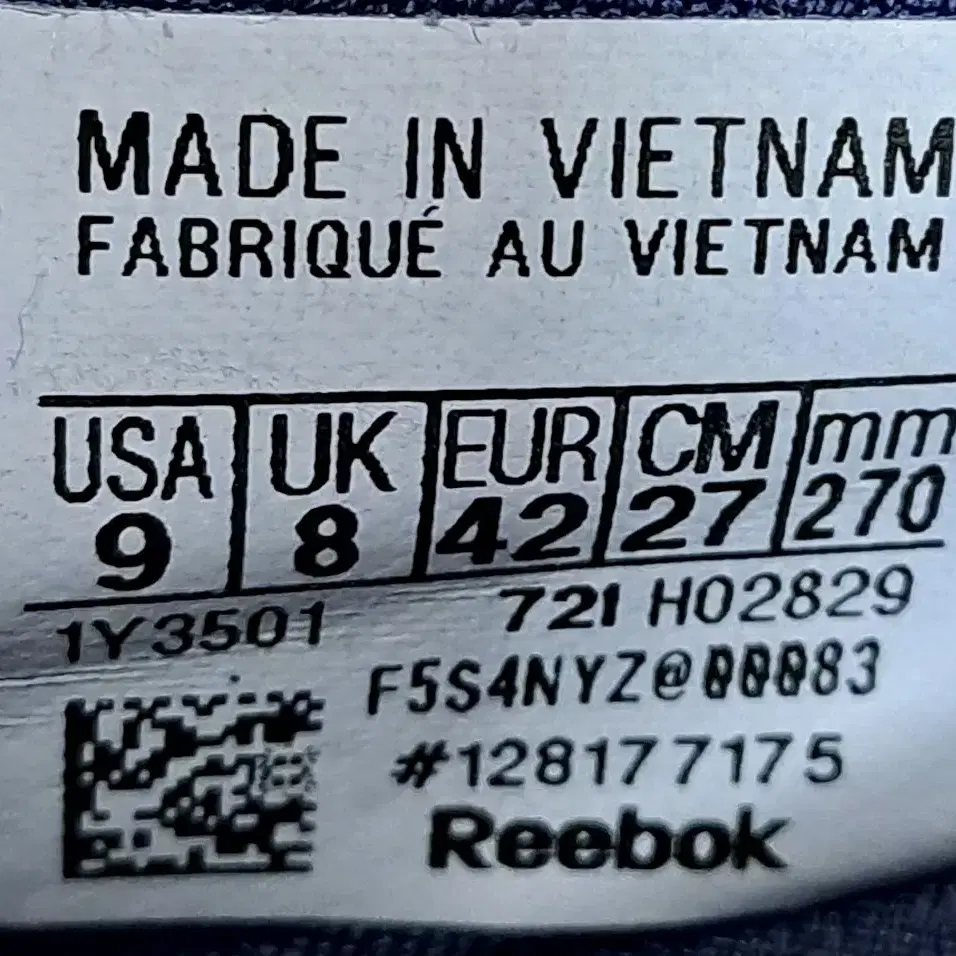 MADE IN VIETNAM
FABRIQUÉ AU VIETNAM
USA UK EUR CM mm
9 8 42 27 270
1Y3501 721 H02829
F5S4NYZ@00083
#128177175
Reebok